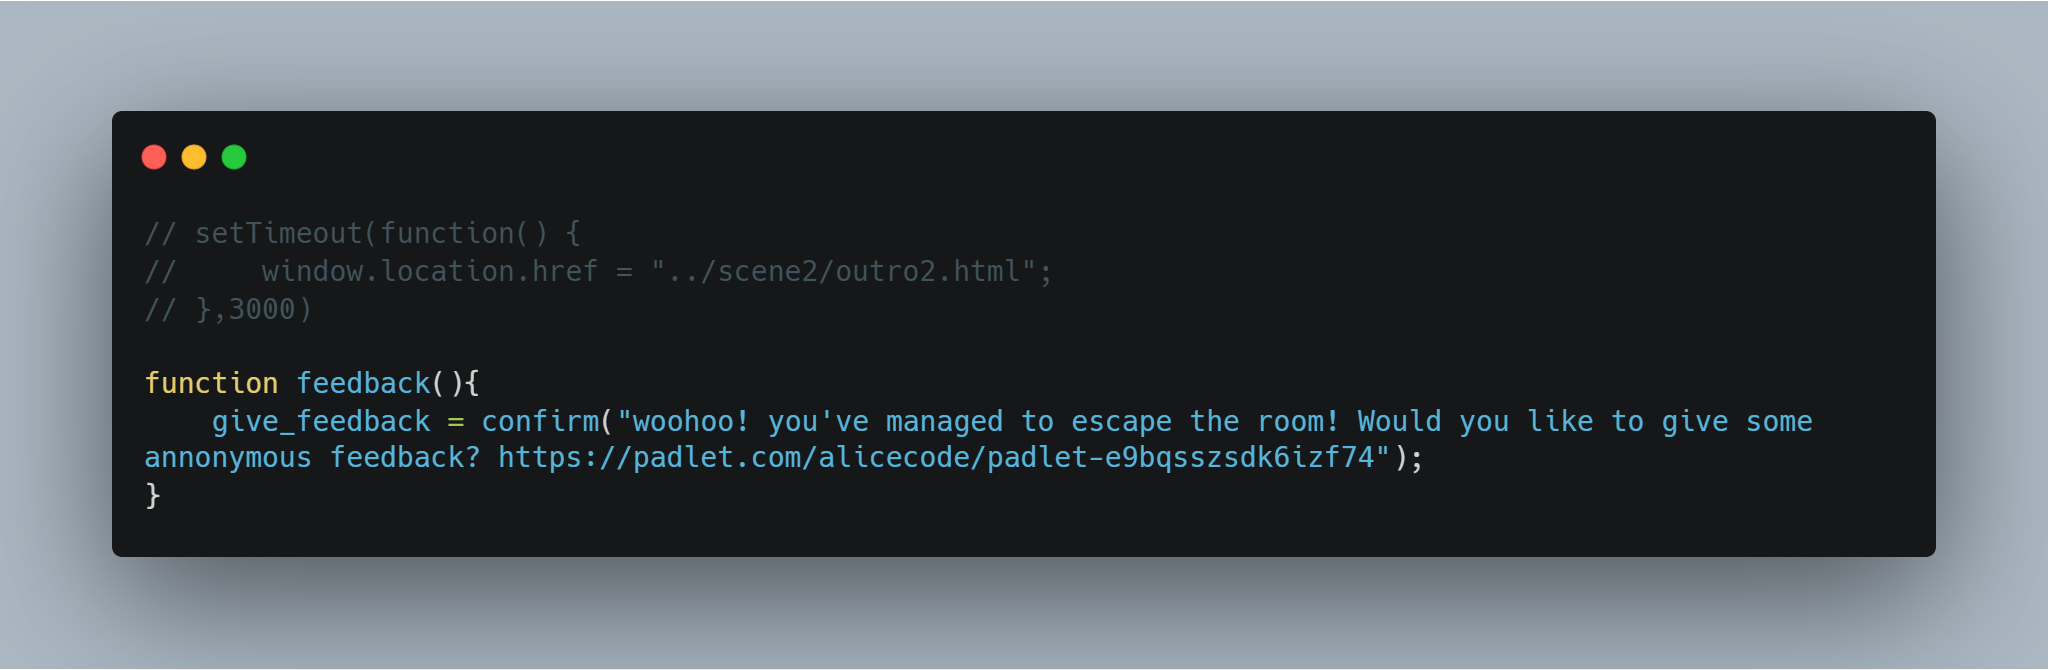 // setTimeout(function() {
//     window.location.href = "../scene2/outro2.html";
// },3000)
function feedback(){
    give_feedback = confirm("woohoo! you've managed to escape the room! Would you like to give some
annonymous feedback? https://padlet.com/alicecode/padlet-e9bqsszsdk6izf74");
}